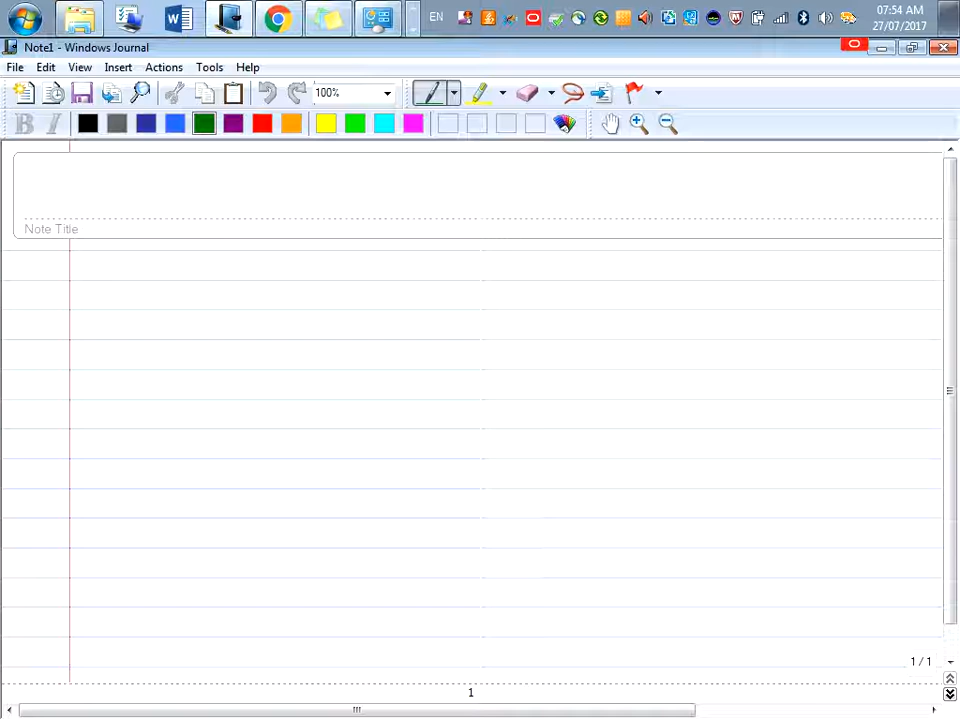 EN
07:54 AM
27/07/2017
Note1 - Windows Journal
File Edit View Insert Actions Tools Help
100%
B I
Note Title
1 / 1
1